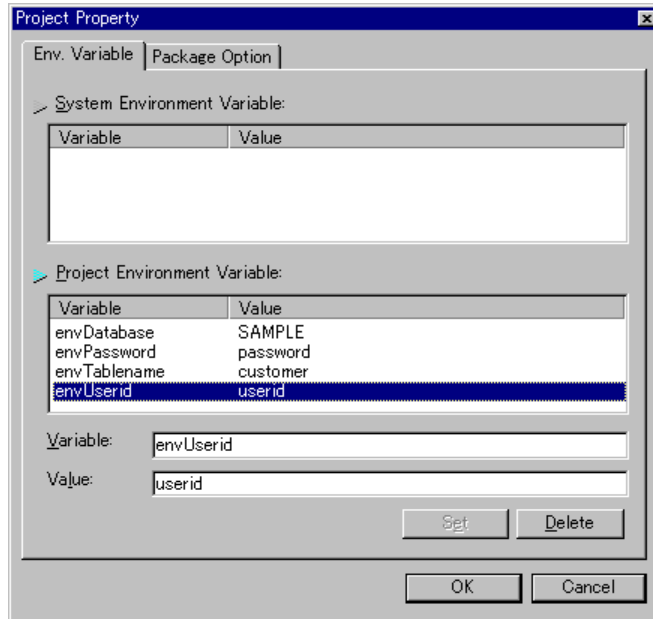 Project Property
Env. Variable Package Option
System Environment Variable:
Variable Value
Project Environment Variable:
Variable Value
envDatabase SAMPLE
envPassword password
envTablename customer
envUserid userid
Variable: envUserid
Value: userid
Set Delete
OK Cancel